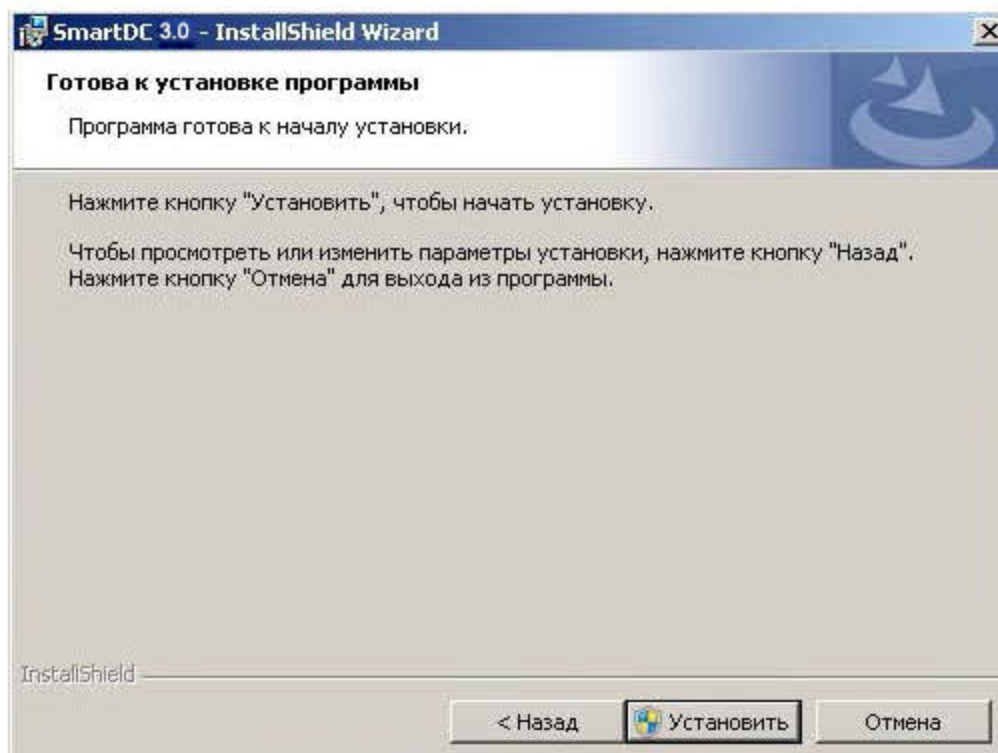 SmartDC 3.0 - InstallShield Wizard
Готова к установке программы
Программа готова к началу установки.
Нажмите кнопку "Установить", чтобы начать установку.
Чтобы просмотреть или изменить параметры установки, нажмите кнопку "Назад".
Нажмите кнопку "Отмена" для выхода из программы.
InstallShield
< Назад
Установить
Отмена